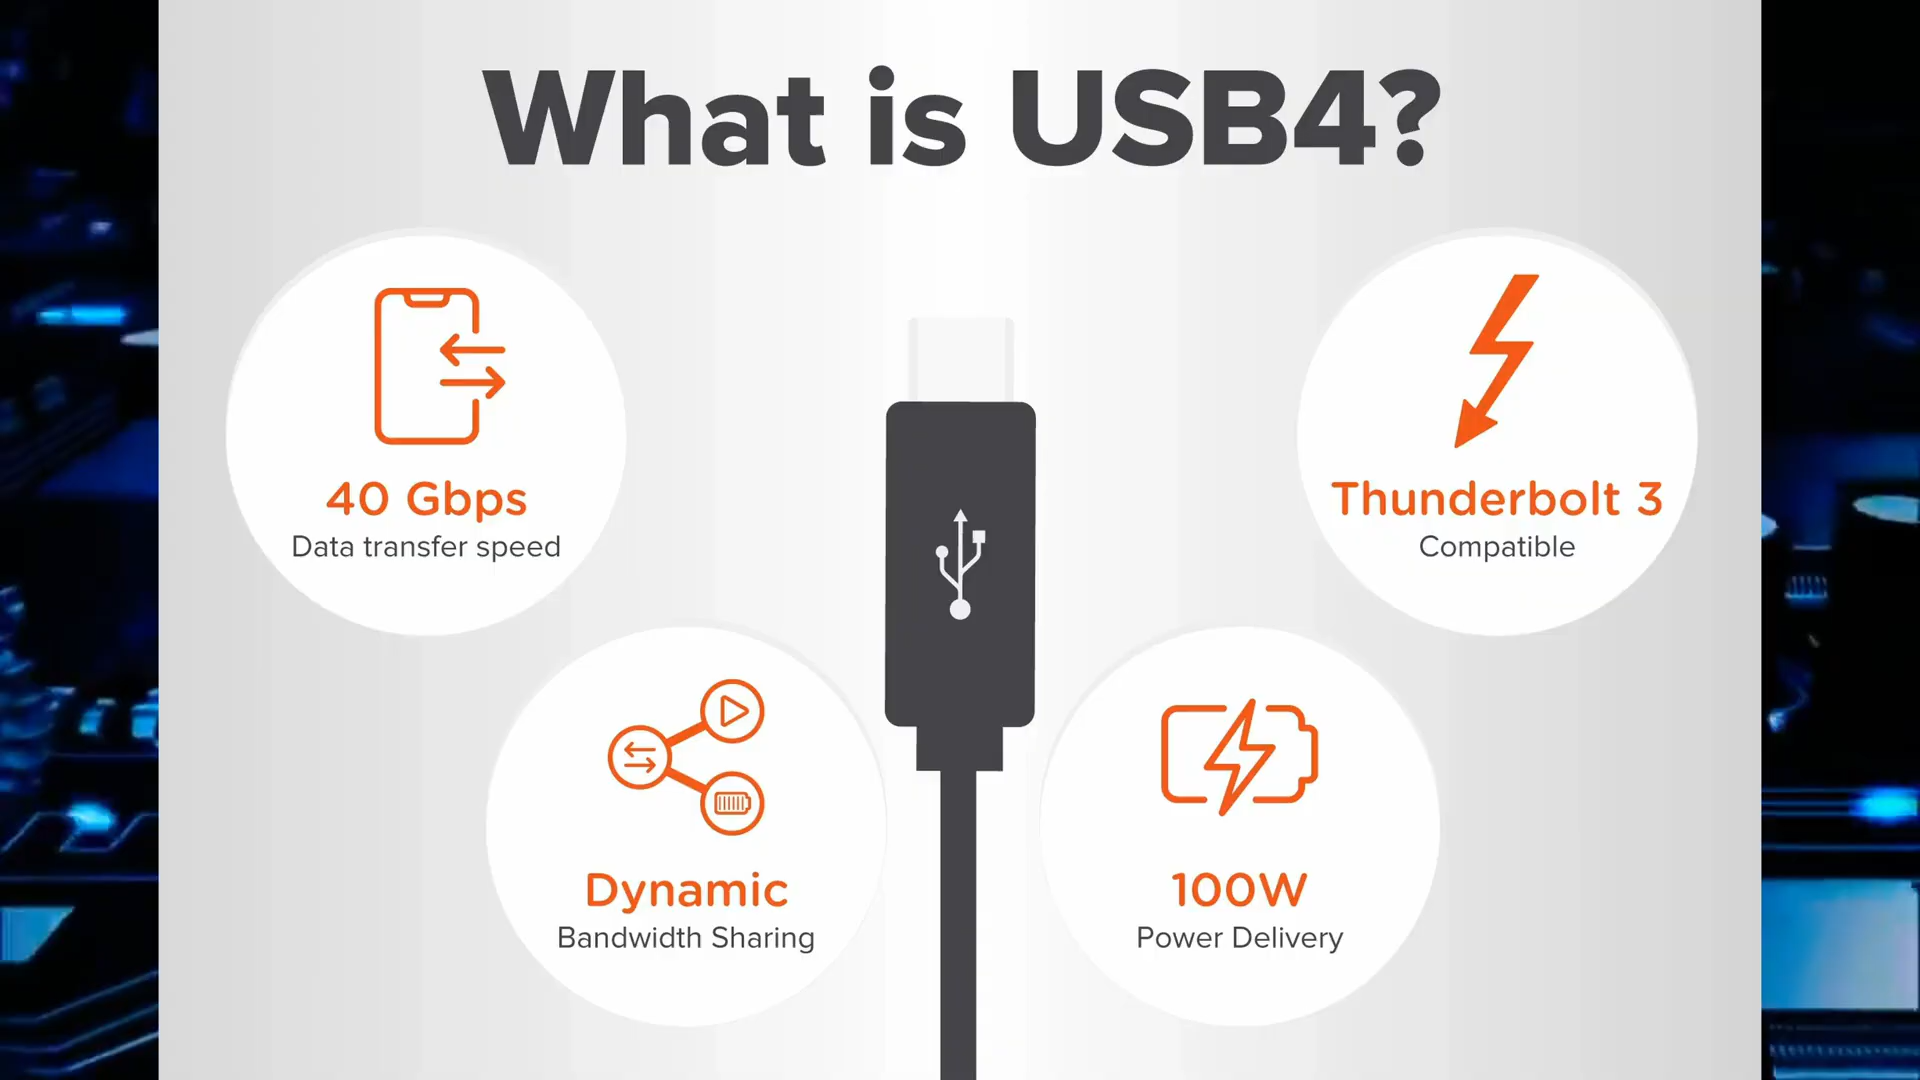 What is USB4?
40 Gbps
Data transfer speed
Thunderbolt 3
Compatible
Dynamic
Bandwidth Sharing
100W
Power Delivery